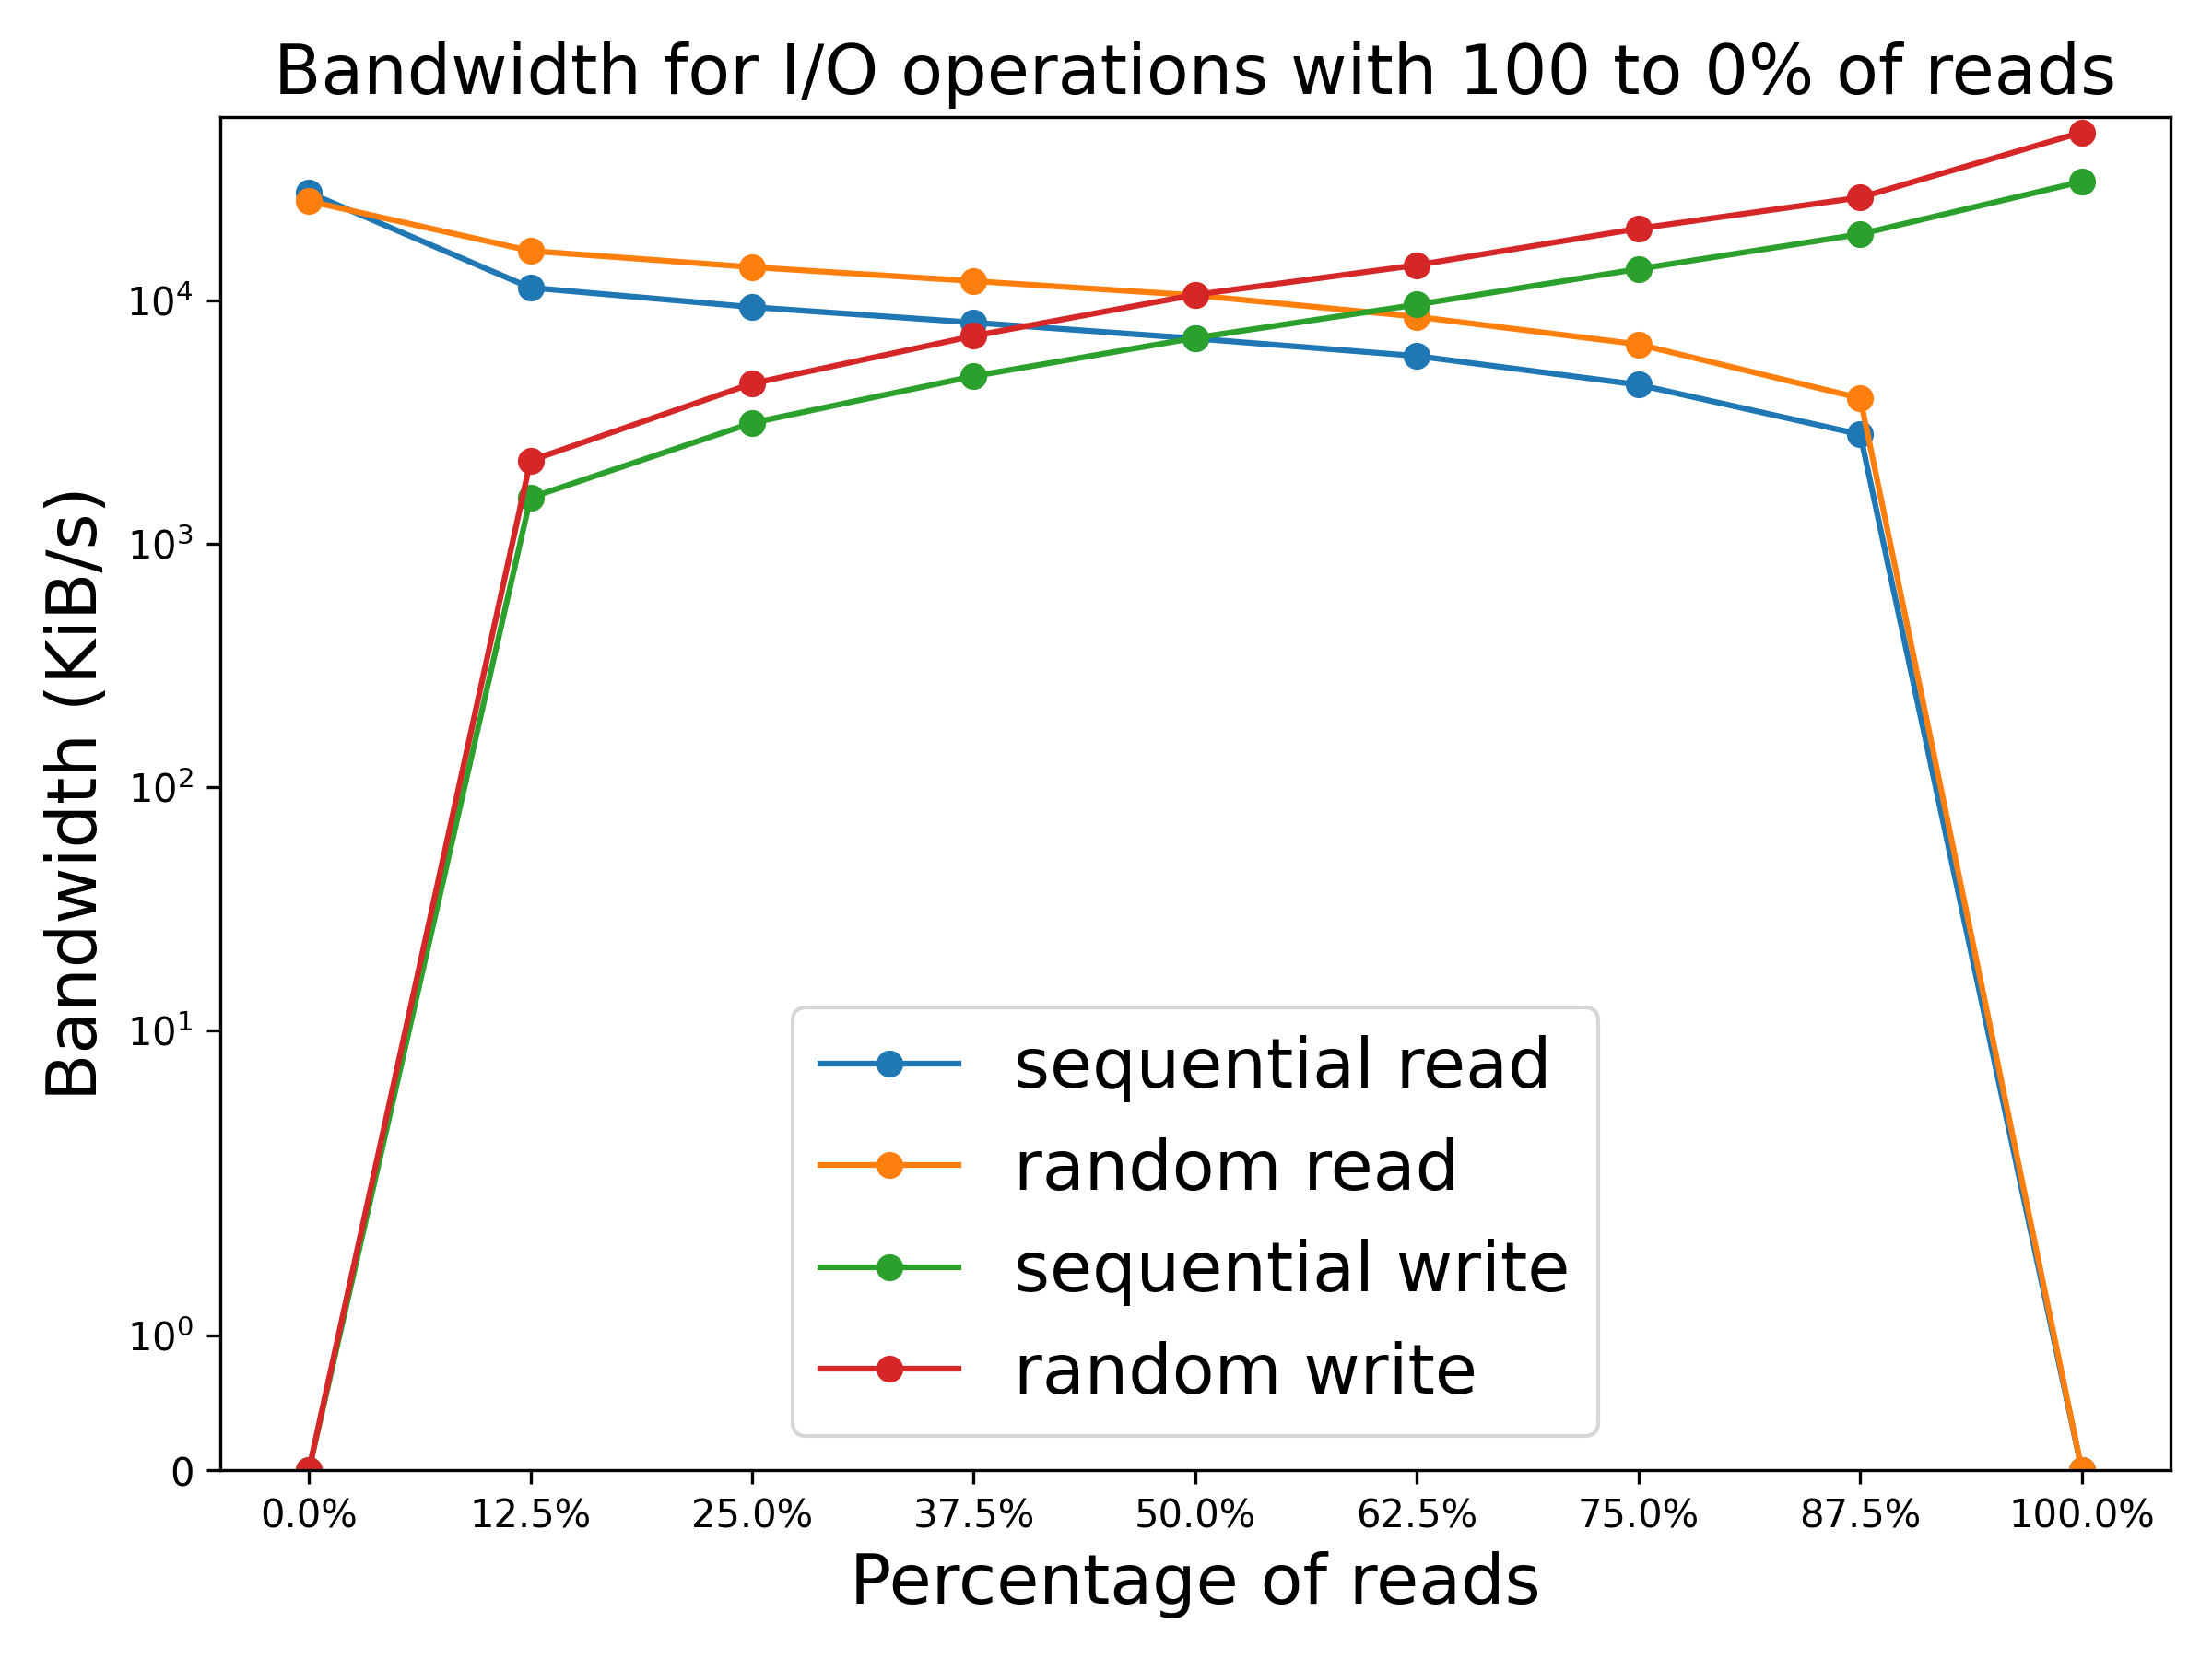 Bandwidth for I/O operations with 100 to 0% of reads
Bandwidth (KiB/s)
10⁴
10³
10²
10¹
10⁰
0
sequential read
random read
sequential write
random write
0.0% 12.5% 25.0% 37.5% 50.0% 62.5% 75.0% 87.5% 100.0%
Percentage of reads